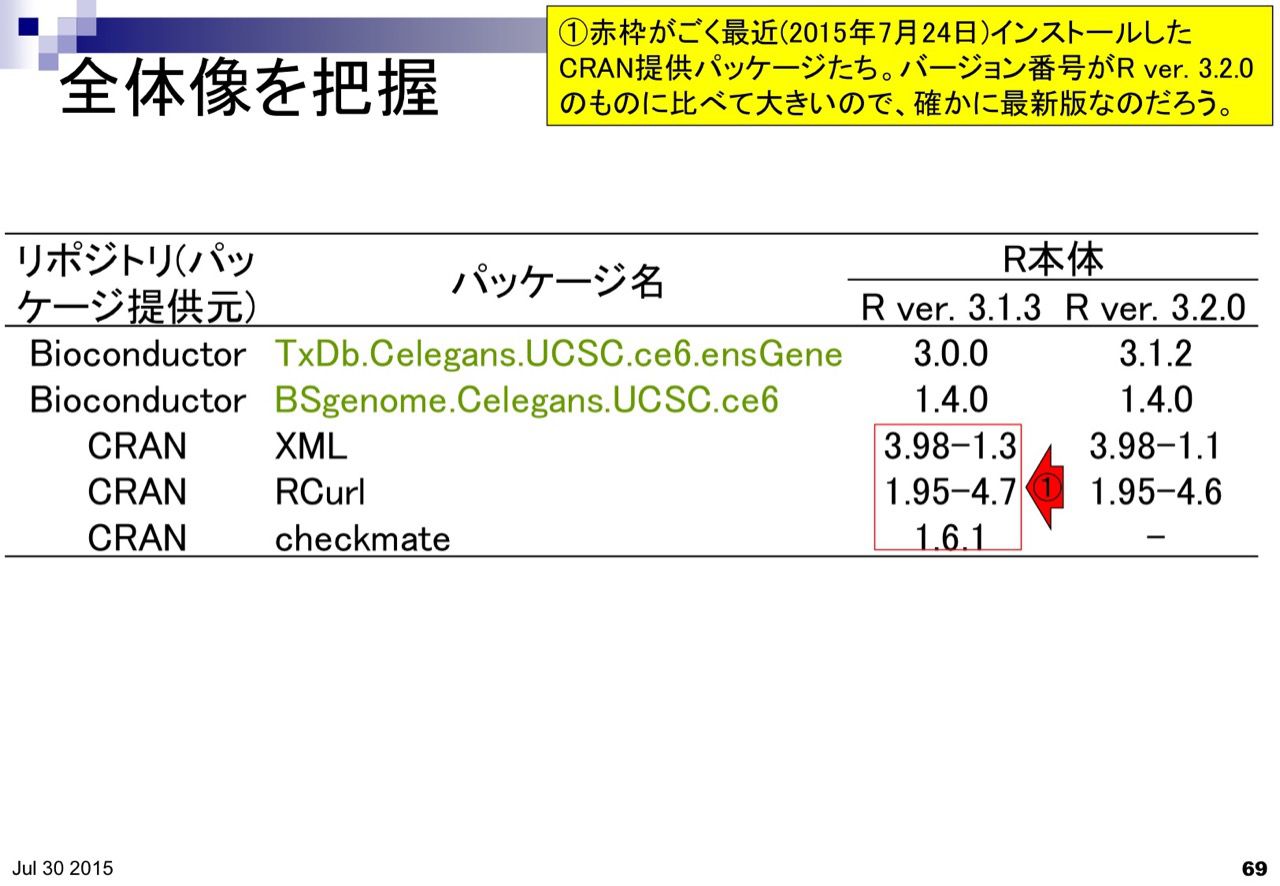 全体像を把握
①赤枠がごく最近(2015年7月24日)インストールした
CRAN提供パッケージたち。バージョン番号がR ver. 3.2.0
のものに比べて大きいので、確かに最新版なのだろう。
リポジトリ(パッ
ケージ提供元)
パッケージ名
R本体
R ver. 3.1.3 R ver. 3.2.0
Bioconductor TxDb.Celegans.UCSC.ce6.ensGene 3.0.0 3.1.2
Bioconductor BSgenome.Celegans.UCSC.ce6 1.4.0 1.4.0
CRAN XML 3.98-1.3 3.98-1.1
CRAN RCurl 1.95-4.7 ① 1.95-4.6
CRAN checkmate 1.6.1 -
Jul 30 2015
69